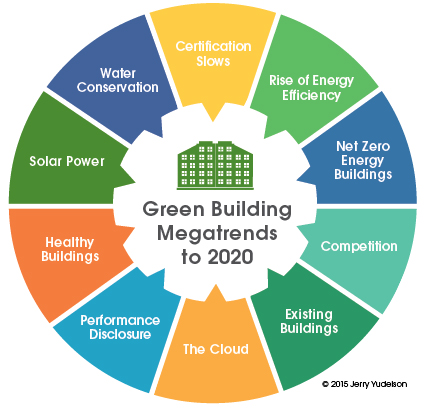 Certification
Slows
Rise of Energy
Efficiency
Net Zero
Energy
Buildings
Competition
Existing
Buildings
The Cloud
Performance
Disclosure
Healthy
Buildings
Solar Power
Water
Conservation
Green Building
Megatrends
to 2020
© 2015 Jerry Yudelson